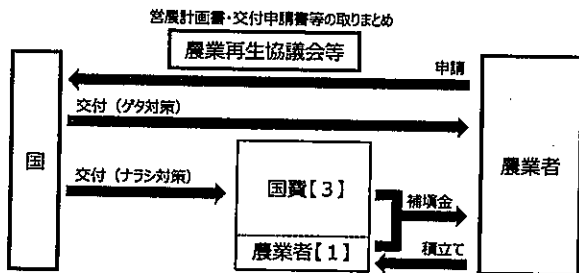 営農計画書・交付申請書等の取りまとめ
農業再生協議会等
申請
交付（ゲタ対策）
国
農業者
交付（ナラシ対策）
国費【3】
補填金
農業者【1】
積立て